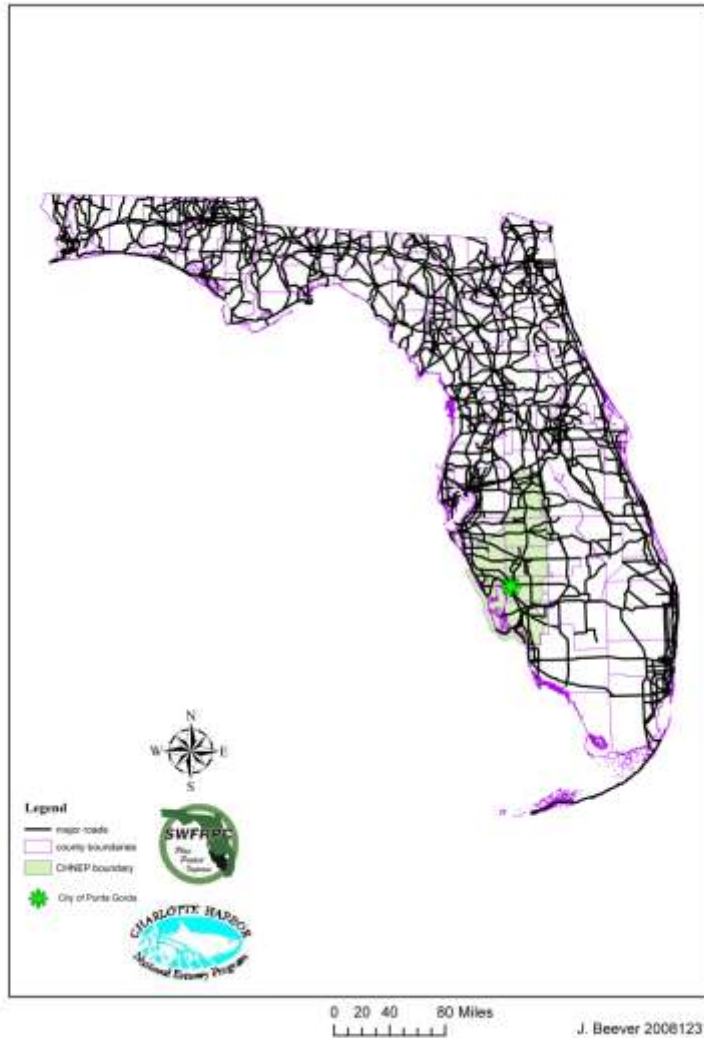 N
W E
S
Legend
major roads
county boundaries
CHNEP boundary
City of Punta Gorda
SWFRPC
CHARLOTTE HARBOR
National Estuary Program
0 20 40 80 Miles
J. Beever 2008123